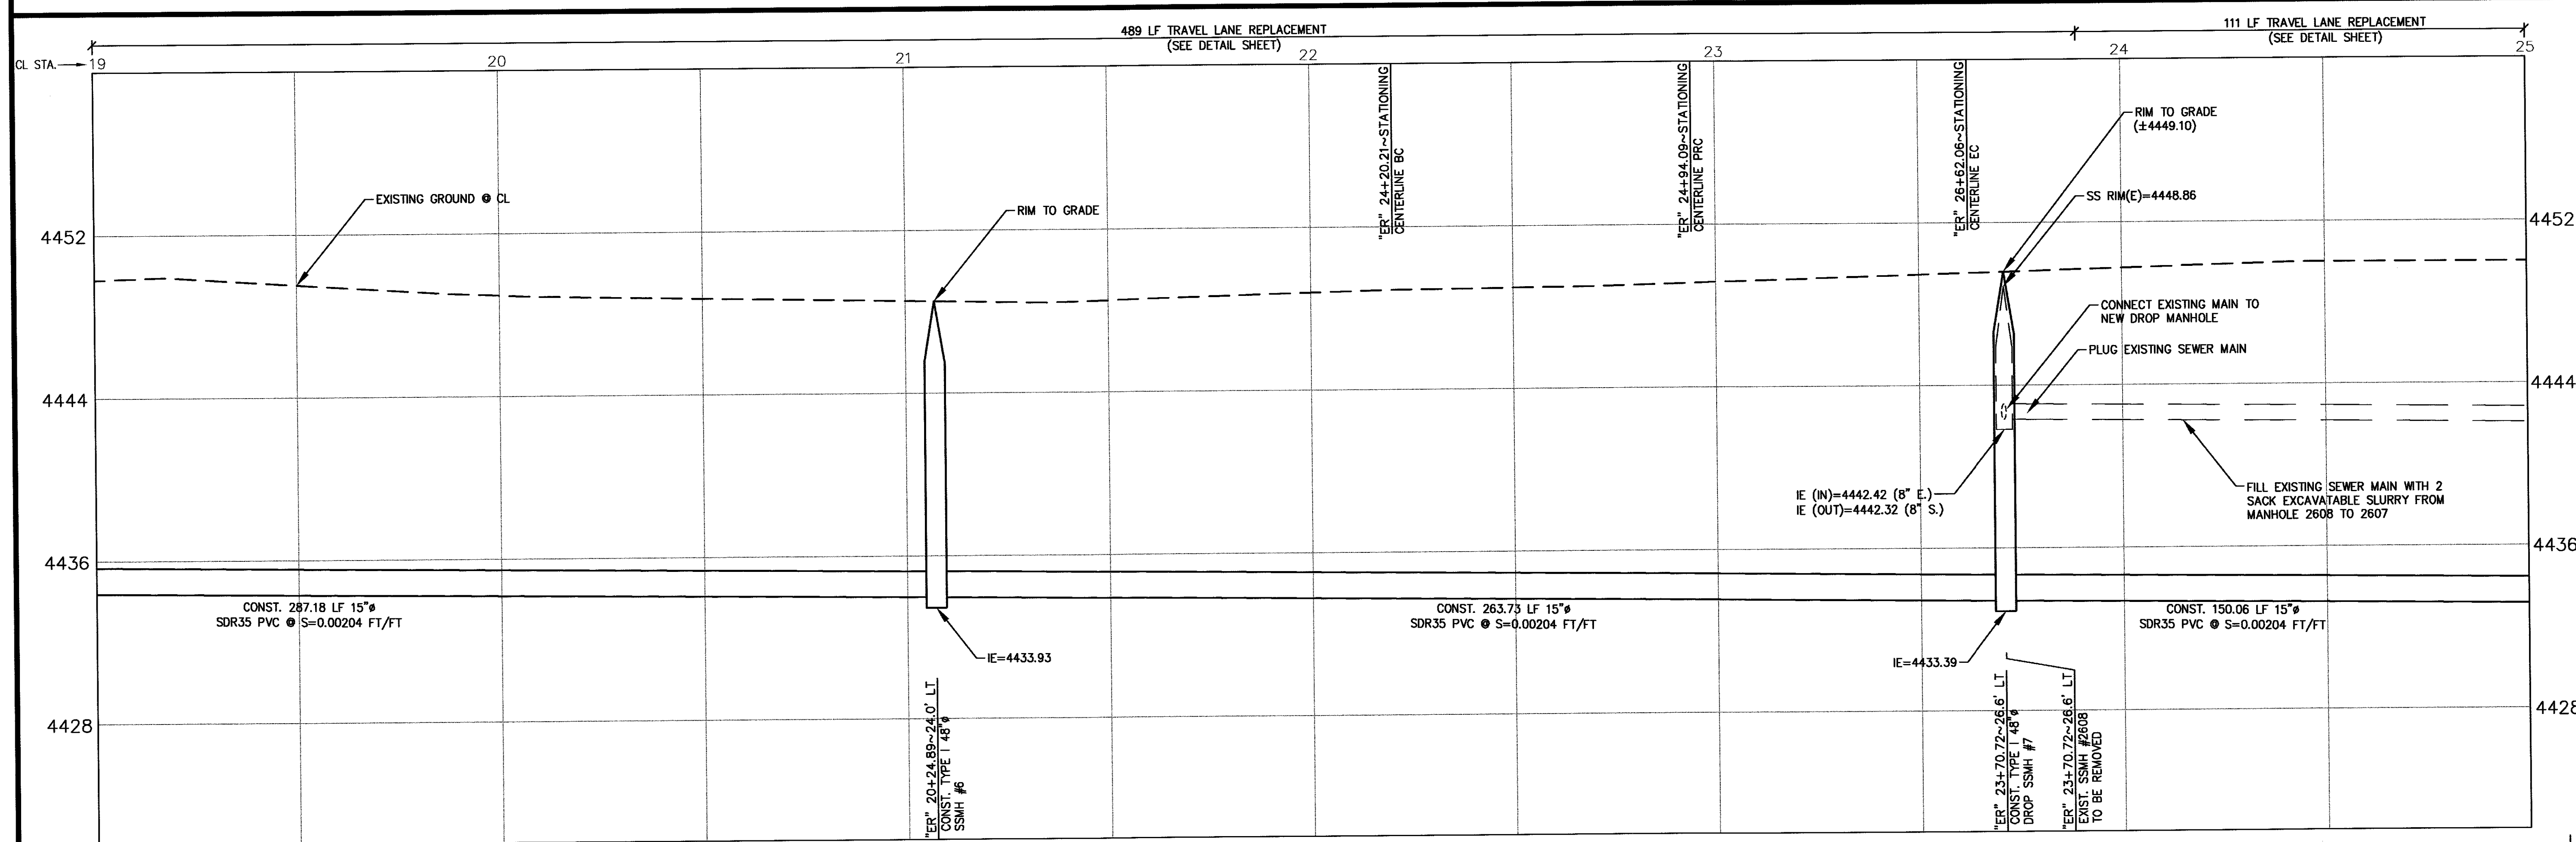 489 LF TRAVEL LANE REPLACEMENT
(SEE DETAIL SHEET)
111 LF TRAVEL LANE REPLACEMENT
(SEE DETAIL SHEET)
CL STA.
19
20
21
22
23
24
25
"ER" 24+20.21~STATIONING
CENTERLINE BC
"ER" 24+94.09~STATIONING
CENTERLINE PRC
"ER" 26+62.06~STATIONING
CENTERLINE EC
RIM TO GRADE
(±4449.10)
SS RIM(E)=4448.86
EXISTING GROUND @ CL
RIM TO GRADE
4452
4452
CONNECT EXISTING MAIN TO
NEW DROP MANHOLE
PLUG EXISTING SEWER MAIN
4444
4444
IE (IN)=4442.42 (8" E.)
IE (OUT)=4442.32 (8" S.)
FILL EXISTING SEWER MAIN WITH 2
SACK EXCAVATABLE SLURRY FROM
MANHOLE 2608 TO 2607
4436
4436
CONST. 287.18 LF 15"ø
SDR35 PVC @ S=0.00204 FT/FT
CONST. 263.73 LF 15"ø
SDR35 PVC @ S=0.00204 FT/FT
CONST. 150.06 LF 15"ø
SDR35 PVC @ S=0.00204 FT/FT
IE=4433.93
IE=4433.39
4428
4428
"ER" 20+24.89~24.0' LT
CONST. TYPE I 48"ø
SSMH #6
"ER" 23+70.72~26.6' LT
CONST. TYPE I 48"ø
DROP SSMH #7
"ER" 23+70.72~26.6' LT
EXIST. SSMH #2608
TO BE REMOVED